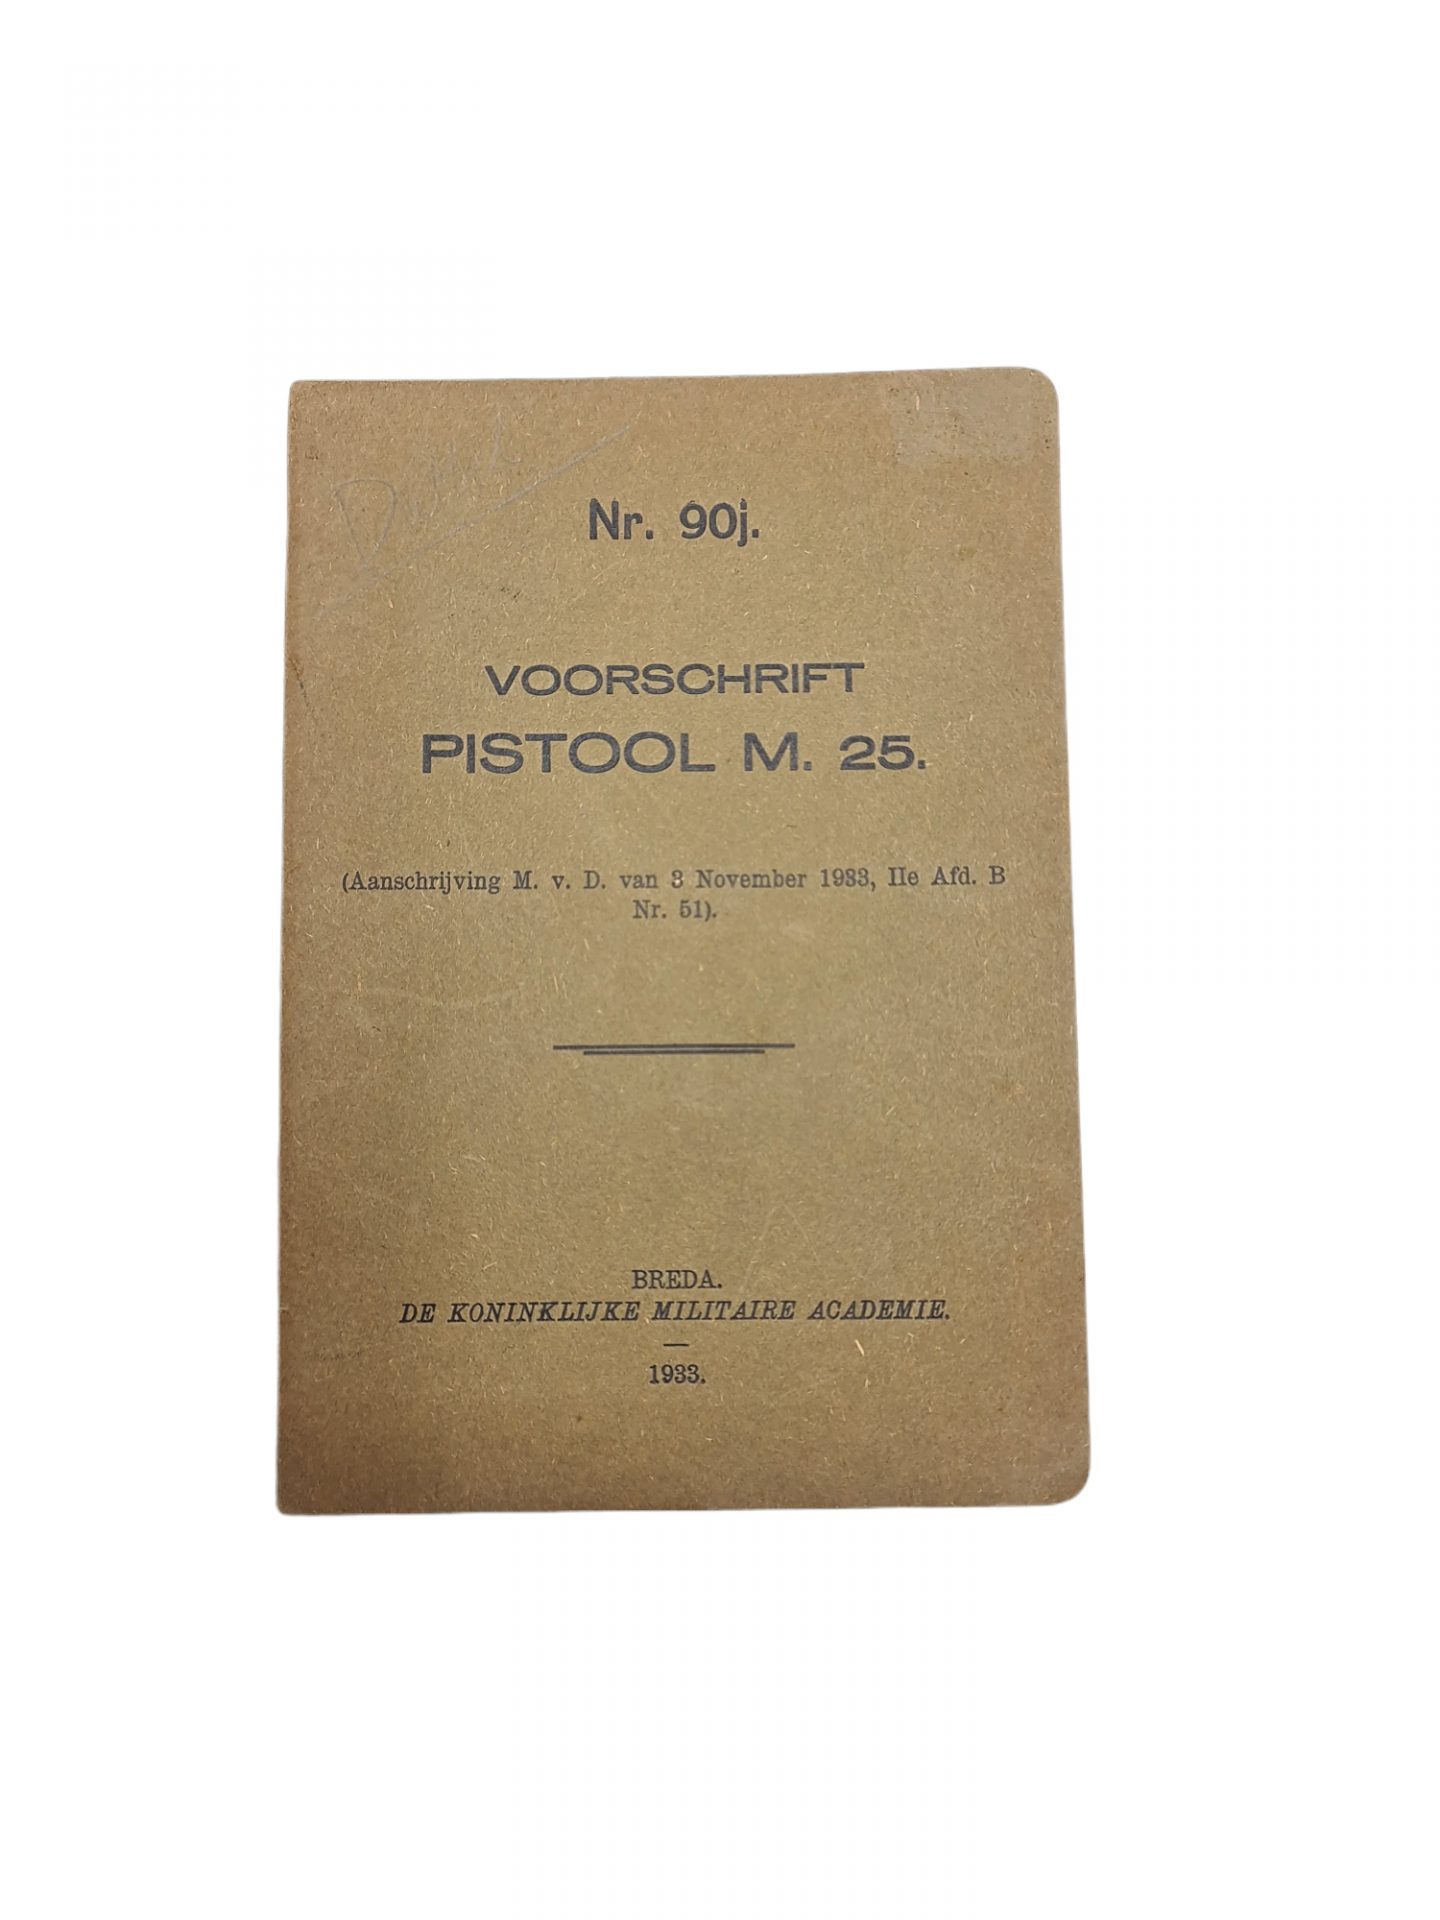 Nr. 90j.
VOORSCHRIFT
PISTOOL M. 25.
(Aanschrijving M. v. D. van 3 November 1933, IIe Afd. B
Nr. 51).
BREDA.
DE KONINKLIJKE MILITAIRE ACADEMIE.
—
1933.